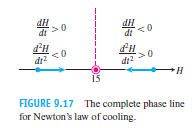 dH/dt > 0 dH/dt < 0
d²H/dt² < 0 d²H/dt² > 0
H
15
FIGURE 9.17 The complete phase line
for Newton's law of cooling.